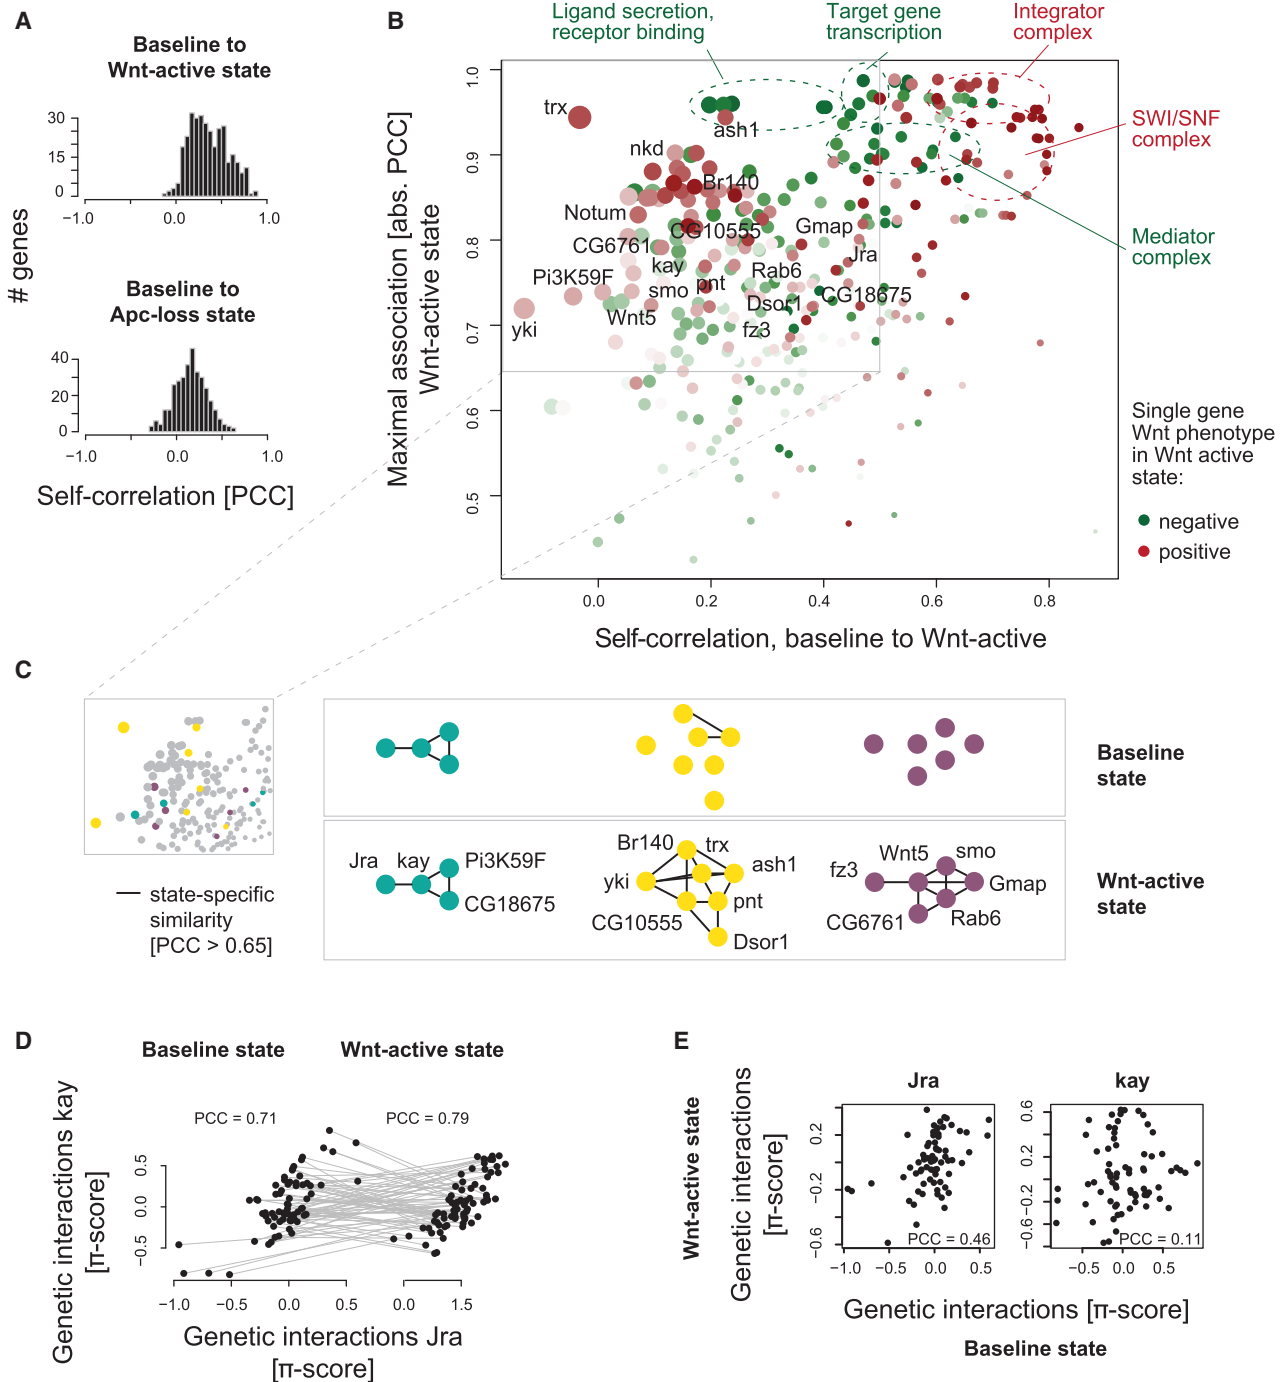 A
Baseline to
Wnt-active state
30
15
0
−1.0
0.0
1.0
# genes
Baseline to
Apc-loss state
40
20
0
−1.0
0.0
1.0
Self-correlation [PCC]
B
Ligand secretion,
receptor binding
Target gene
transcription
Integrator
complex
SWI/SNF
complex
Mediator
complex
Maximal association [abs. PCC]
Wnt-active state
1.0
0.9
0.8
0.7
0.6
0.5
trx
ash1
nkd
Br140
Notum
CG10555
Gmap
CG6761
kay
Jra
Pi3K59F
Rab6
smo
pnt
CG18675
Dsor1
Wnt5
fz3
yki
0.0
0.2
0.4
0.6
0.8
Self-correlation, baseline to Wnt-active
Single gene
Wnt phenotype
in Wnt active
state:
negative
positive
C
state-specific
similarity
[PCC > 0.65]
Baseline
state
Jra
kay
Pi3K59F
CG18675
Br140
trx
ash1
yki
pnt
CG10555
Dsor1
Wnt5
smo
fz3
Gmap
CG6761
Rab6
Wnt-active
state
D
Baseline state
Wnt-active state
PCC = 0.71
PCC = 0.79
Genetic interactions kay
[π-score]
0.5
0.0
−0.5
−1.0
−0.5
0.0
0.5
0.0
1.5
Genetic interactions Jra
[π-score]
E
Wnt-active state
Genetic interactions
[π-score]
Jra
0.2
−0.2
−0.6
PCC = 0.46
−1.0
0.0
0.5
kay
0.6
0.2
−0.2
−0.6
PCC = 0.11
−0.5
0.0
0.5
Genetic interactions [π-score]
Baseline state